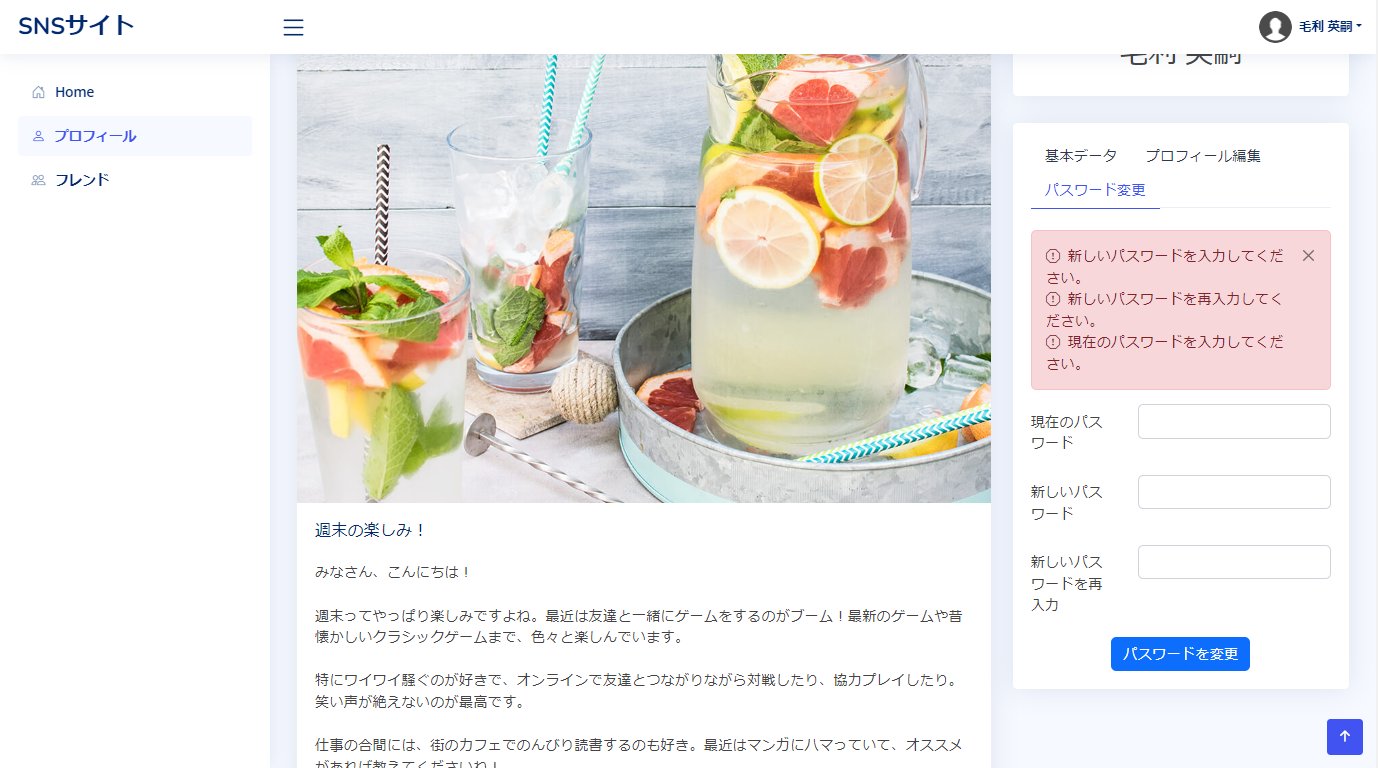 SNSサイト
毛利 英嗣
Home
プロフィール
フレンド
毛利 英嗣
基本データ
プロフィール編集
パスワード変更
新しいパスワードを入力してくだ
さい。
新しいパスワードを再入力してく
ださい。
現在のパスワードを入力してくだ
さい。
現在のパス
ワード
新しいパス
ワード
新しいパス
ワードを再
入力
パスワードを変更
週末の楽しみ！
みなさん、こんにちは！
週末ってやっぱり楽しみですよね。最近は友達と一緒にゲームをするのがブーム！最新のゲームや昔
懐かしいクラシックゲームまで、色々と楽しんでいます。
特にワイワイ騒ぐのが好きで、オンラインで友達とつながりながら対戦したり、協力プレイしたり。
笑い声が絶えないのが最高です。
仕事の合間には、街のカフェでのんびり読書するのも好き。最近はマンガにハマっていて、オススメ
があれば教えてくださいね！